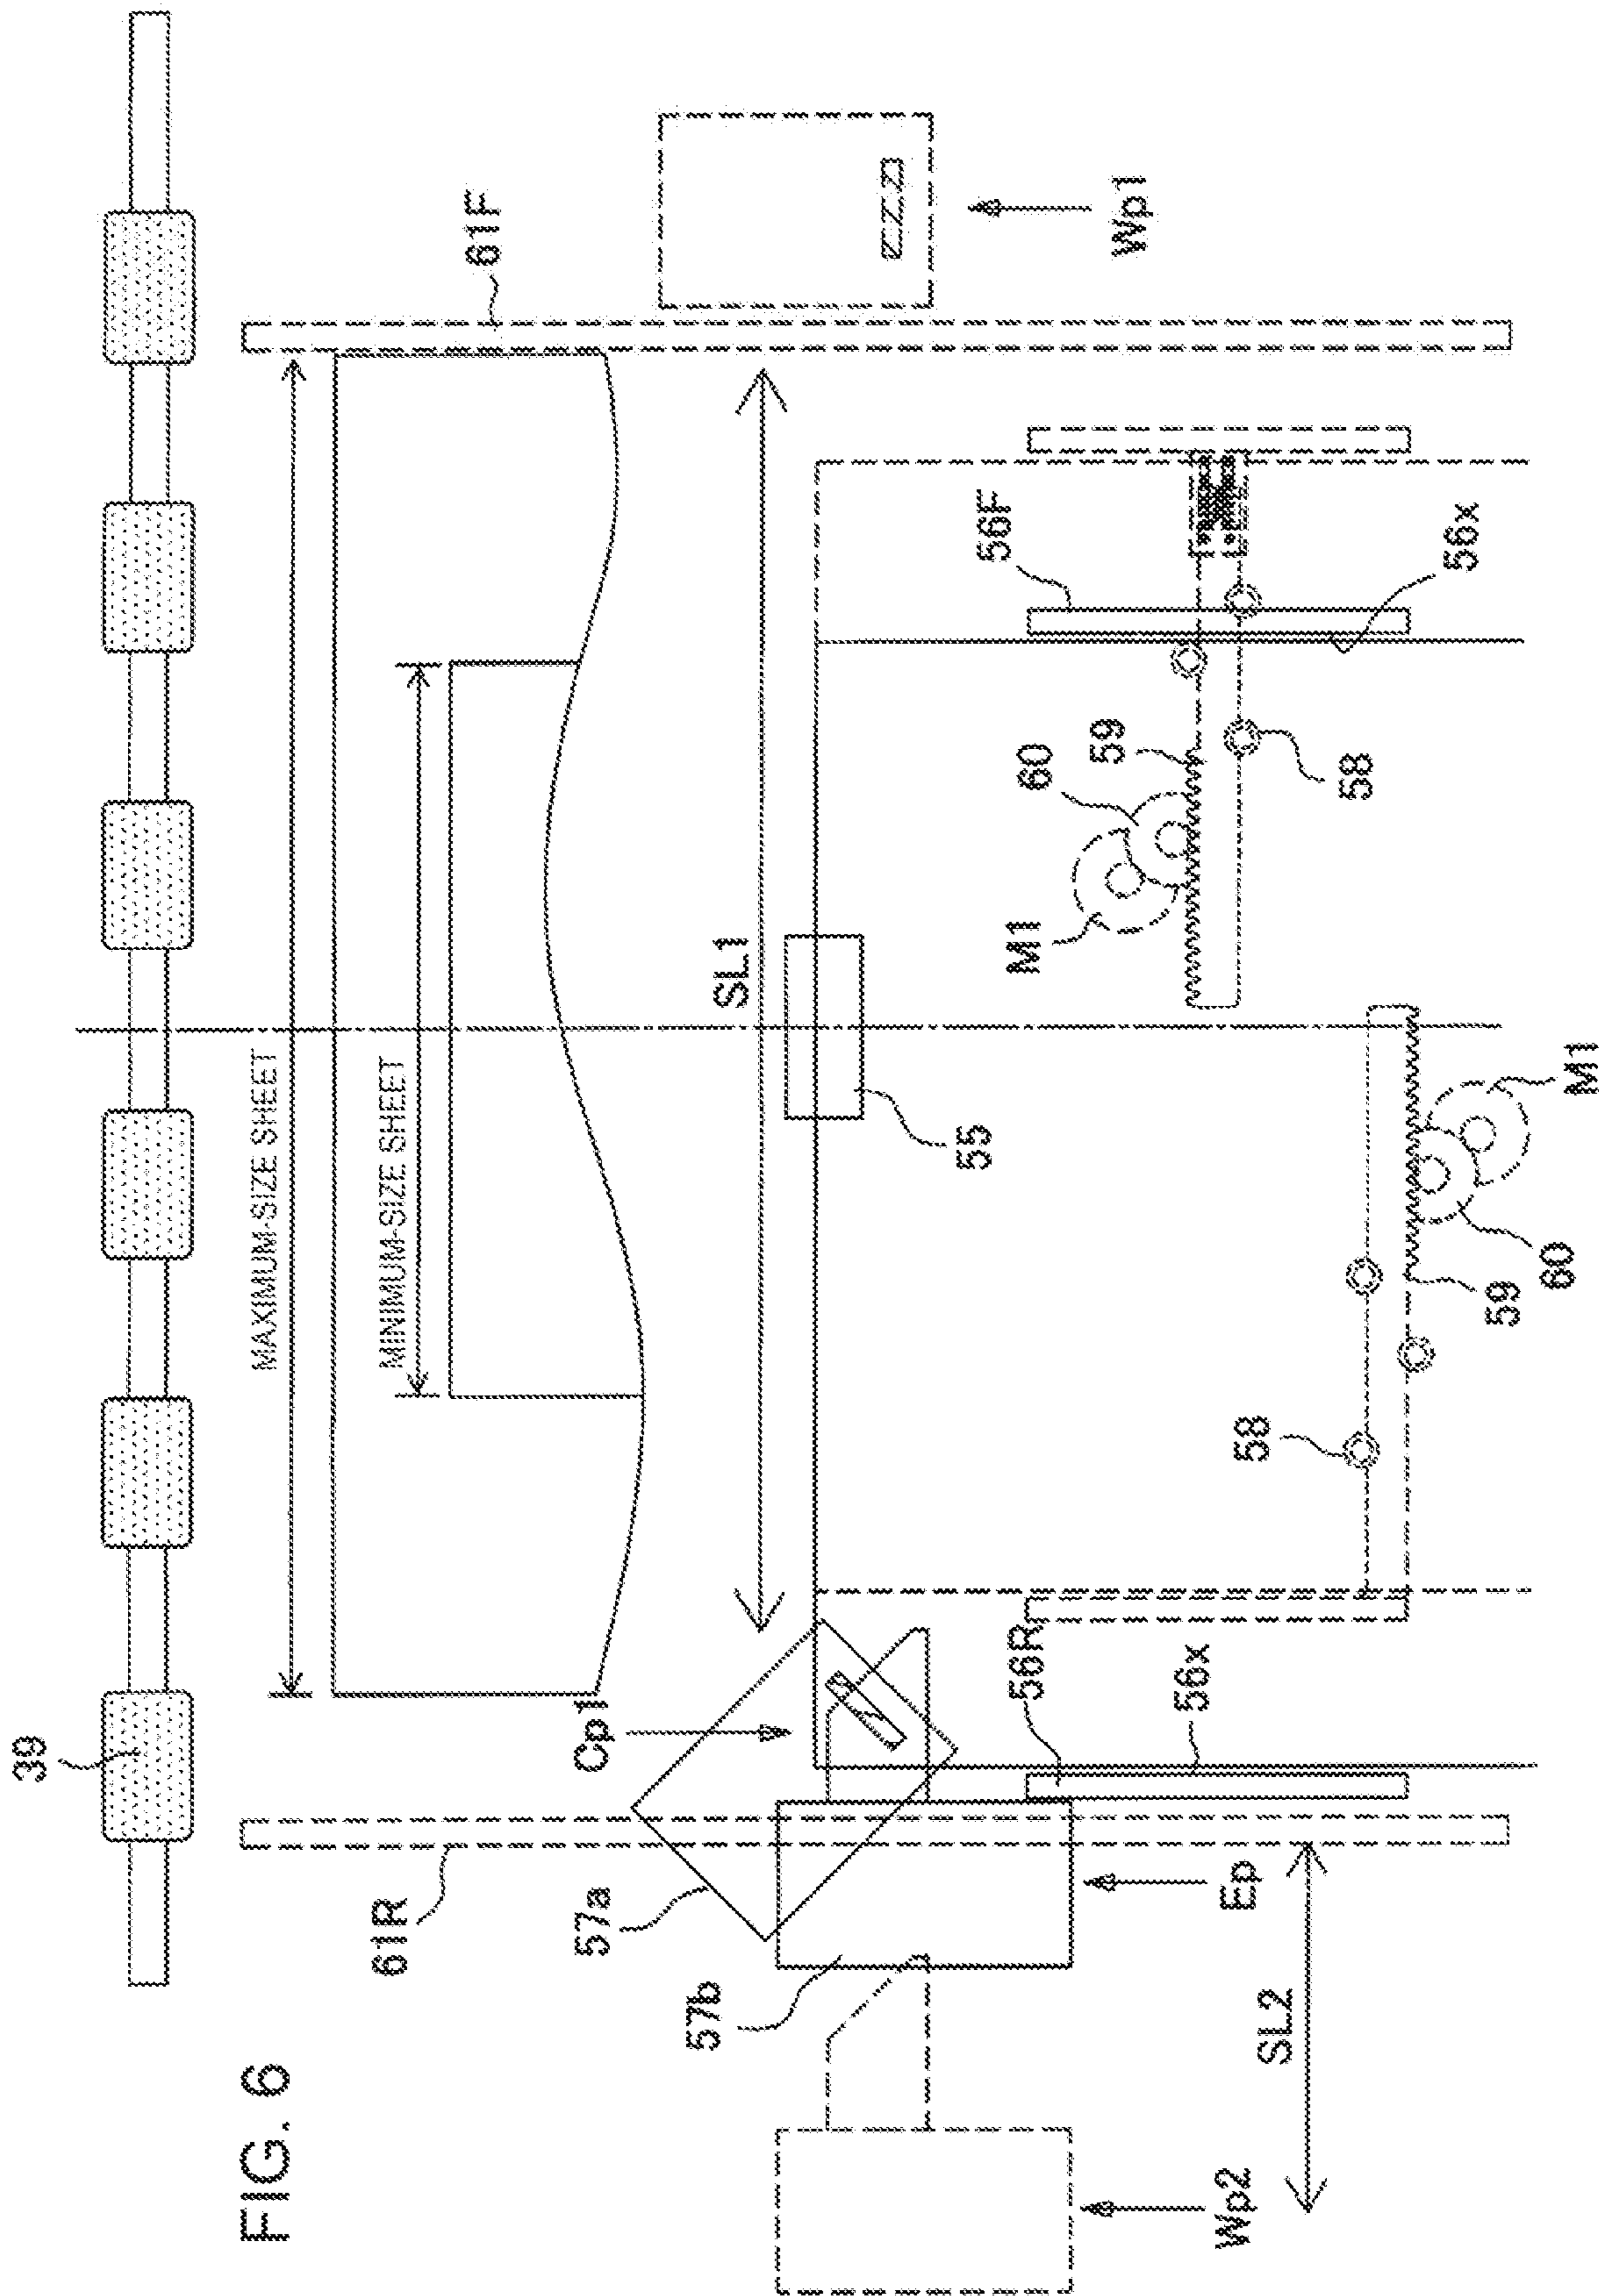 FIG. 6
39
MAXIMUM-SIZE SHEET
MINIMUM-SIZE SHEET
61R
61F
57a
57b
Cp1
SL1
55
Wp1
56R
56F
56x
56x
M1
60
59
58
58
59
60
M1
Ep
SL2
Wp2